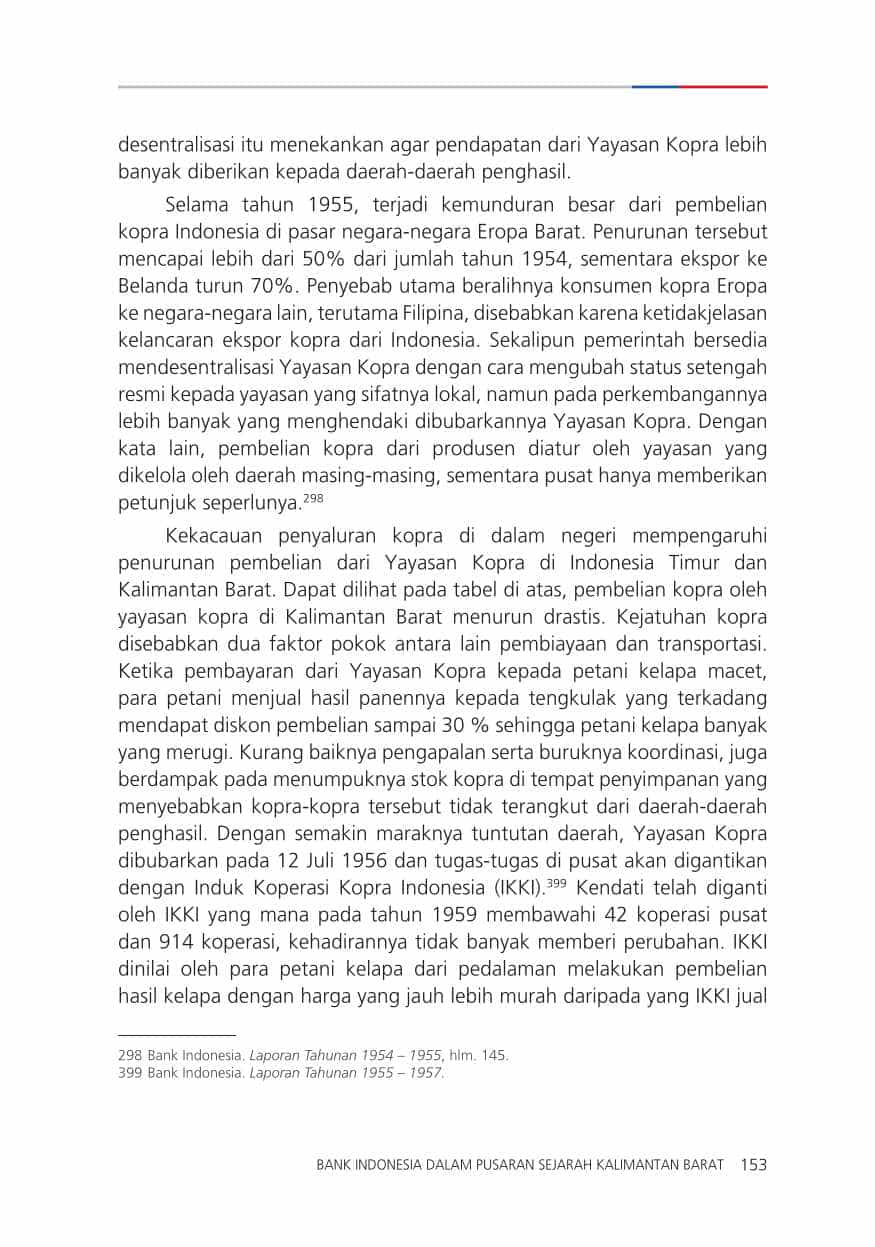 desentralisasi itu menekankan agar pendapatan dari Yayasan Kopra lebih
banyak diberikan kepada daerah-daerah penghasil.
Selama tahun 1955, terjadi kemunduran besar dari pembelian
kopra Indonesia di pasar negara-negara Eropa Barat. Penurunan tersebut
mencapai lebih dari 50% dari jumlah tahun 1954, sementara ekspor ke
Belanda turun 70%. Penyebab utama beralihnya konsumen kopra Eropa
ke negara-negara lain, terutama Filipina, disebabkan karena ketidakjelasan
kelancaran ekspor kopra dari Indonesia. Sekalipun pemerintah bersedia
mendesentralisasi Yayasan Kopra dengan cara mengubah status setengah
resmi kepada yayasan yang sifatnya lokal, namun pada perkembangannya
lebih banyak yang menghendaki dibubarkannya Yayasan Kopra. Dengan
kata lain, pembelian kopra dari produsen diatur oleh yayasan yang
dikelola oleh daerah masing-masing, sementara pusat hanya memberikan
petunjuk seperlunya.298
Kekacauan penyaluran kopra di dalam negeri mempengaruhi
penurunan pembelian dari Yayasan Kopra di Indonesia Timur dan
Kalimantan Barat. Dapat dilihat pada tabel di atas, pembelian kopra oleh
yayasan kopra di Kalimantan Barat menurun drastis. Kejatuhan kopra
disebabkan dua faktor pokok antara lain pembiayaan dan transportasi.
Ketika pembayaran dari Yayasan Kopra kepada petani kelapa macet,
para petani menjual hasil panennya kepada tengkulak yang terkadang
mendapat diskon pembelian sampai 30 % sehingga petani kelapa banyak
yang merugi. Kurang baiknya pengapalan serta buruknya koordinasi, juga
berdampak pada menumpuknya stok kopra di tempat penyimpanan yang
menyebabkan kopra-kopra tersebut tidak terangkut dari daerah-daerah
penghasil. Dengan semakin maraknya tuntutan daerah, Yayasan Kopra
dibubarkan pada 12 Juli 1956 dan tugas-tugas di pusat akan digantikan
dengan Induk Koperasi Kopra Indonesia (IKKI).399 Kendati telah diganti
oleh IKKI yang mana pada tahun 1959 membawahi 42 koperasi pusat
dan 914 koperasi, kehadirannya tidak banyak memberi perubahan. IKKI
dinilai oleh para petani kelapa dari pedalaman melakukan pembelian
hasil kelapa dengan harga yang jauh lebih murah daripada yang IKKI jual
298 Bank Indonesia. Laporan Tahunan 1954 – 1955, hlm. 145.
399 Bank Indonesia. Laporan Tahunan 1955 – 1957.
BANK INDONESIA DALAM PUSARAN SEJARAH KALIMANTAN BARAT 153